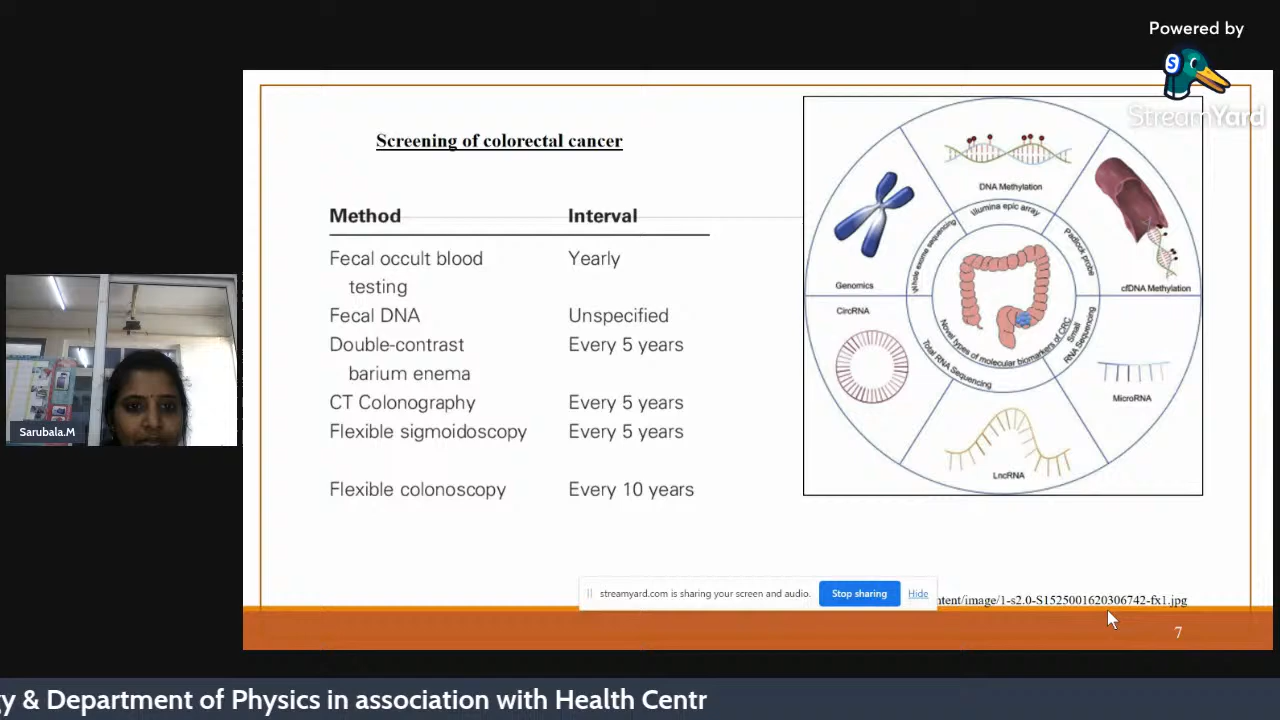 Powered by
StreamYard
Screening of colorectal cancer
Method Interval
Fecal occult blood Yearly
testing
Fecal DNA Unspecified
Double-contrast Every 5 years
barium enema
CT Colonography Every 5 years
Flexible sigmoidoscopy Every 5 years
Flexible colonoscopy Every 10 years
DNA Methylation
Illumina epic array
Whole exome sequencing
Padlock probe
Genomics
cfDNA Methylation
CircRNA
Novel types of molecular biomarkers of CRC
Small
RNA Sequencing
Total RNA Sequencing
MicroRNA
LncRNA
Sarubala.M
streamyard.com is sharing your screen and audio.
Stop sharing
Hide
ntent/image/1-s2.0-S1525001620306742-fx1.jpg
7
gy & Department of Physics in association with Health Centr